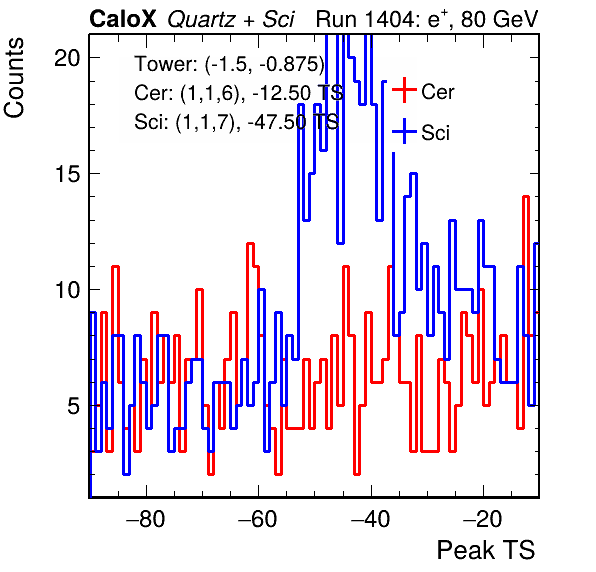 CaloX Quartz + Sci Run 1404: e⁺, 80 GeV
Counts
Tower: (-1.5, -0.875)
Cer: (1,1,6), -12.50 TS
Sci: (1,1,7), -47.50 TS
Cer
Sci
20
15
10
5
−80 −60 −40 −20
Peak TS